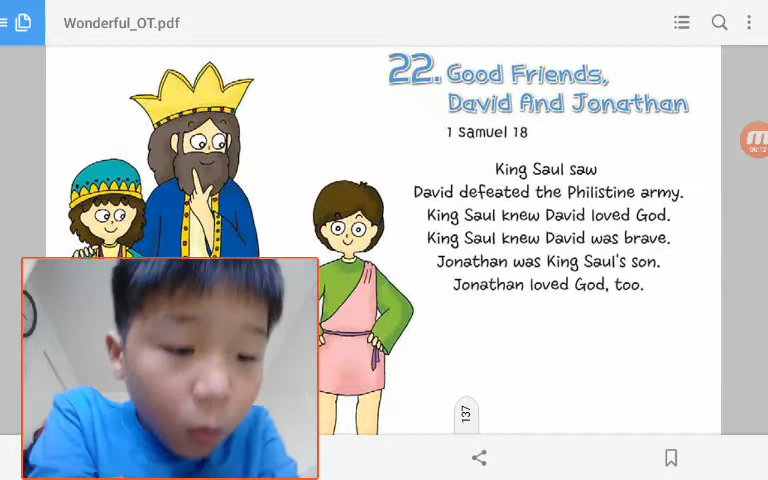 Wonderful_OT.pdf
22. Good Friends,
David And Jonathan
1 Samuel 18
King Saul saw
David defeated the Philistine army.
King Saul knew David loved God.
King Saul knew David was brave.
Jonathan was King Saul's son.
Jonathan loved God, too.
06:12
137